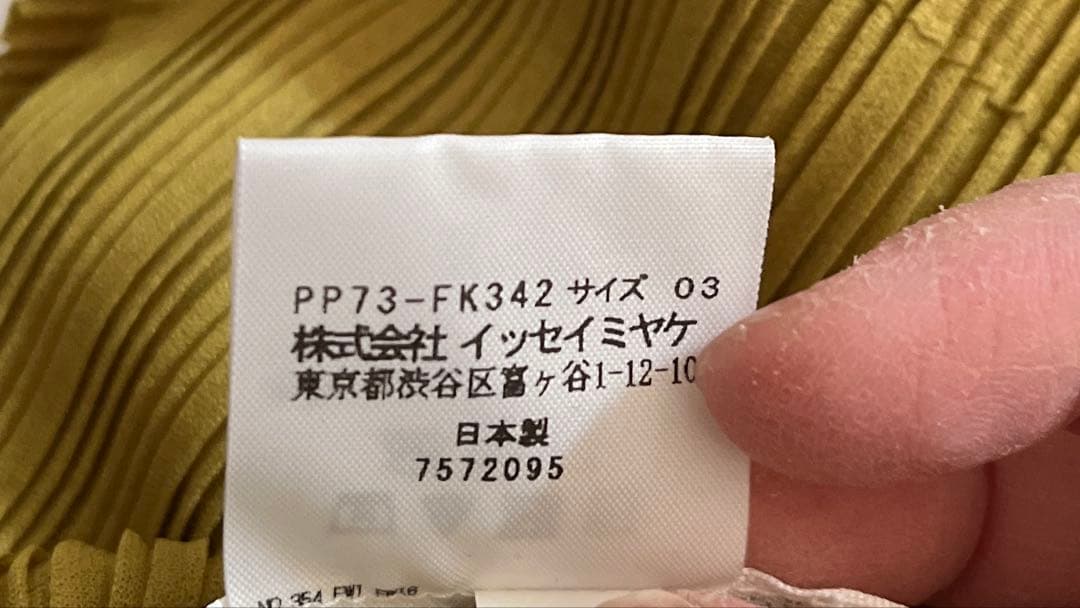 PP73-FK342 サイズ 03
株式会社 イッセイミヤケ
東京都渋谷区富ヶ谷1-12-10
日本製
7572095